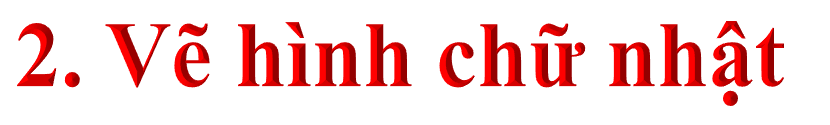 2. Vẽ hình chữ nhật